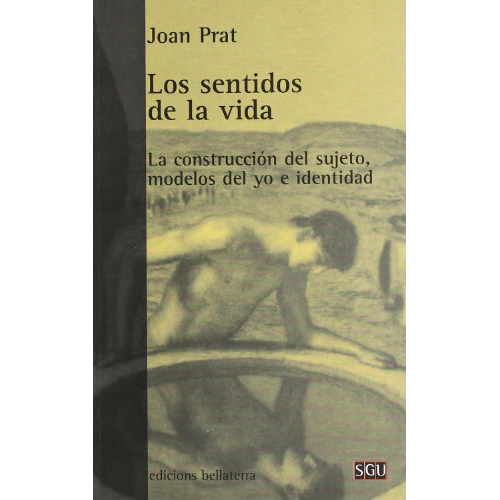 Joan Prat
Los sentidos
de la vida
La construcción del sujeto,
modelos del yo e identidad
edicions bellaterra
SGU